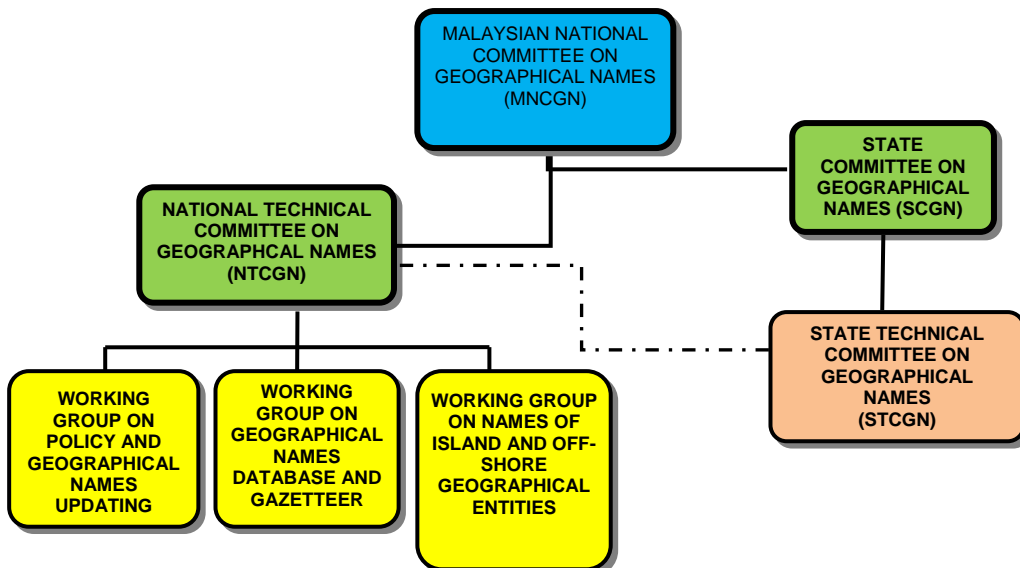 MALAYSIAN NATIONAL
COMMITTEE ON
GEOGRAPHICAL NAMES
(MNCGN)
STATE
COMMITTEE ON
GEOGRAPHICAL
NAMES (SCGN)
NATIONAL TECHNICAL
COMMITTEE ON
GEOGRAPHCAL NAMES
(NTCGN)
STATE TECHNICAL
COMMITTEE ON
GEOGRAPHICAL
NAMES
(STCGN)
WORKING
GROUP ON
POLICY AND
GEOGRAPHICAL
NAMES
UPDATING
WORKING
GROUP ON
GEOGRAPHICAL
NAMES
DATABASE AND
GAZETTEER
WORKING GROUP
ON NAMES OF
ISLAND AND OFF-
SHORE
GEOGRAPHICAL
ENTITIES